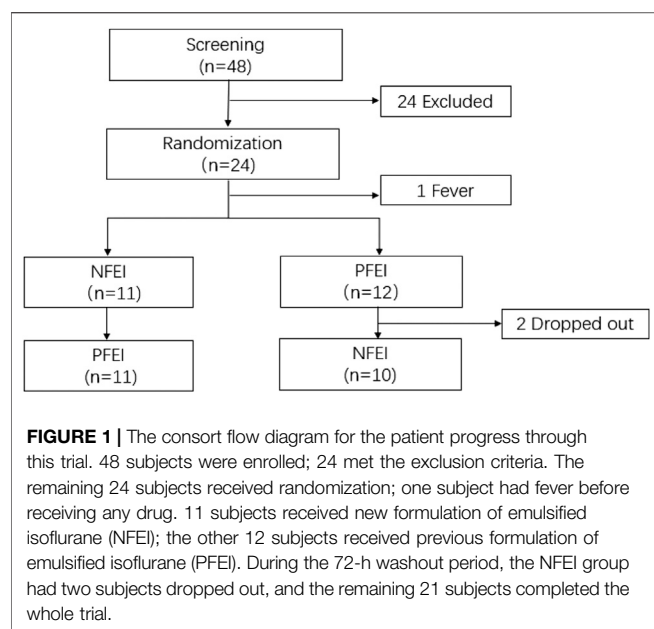 Screening
(n=48)
24 Excluded
Randomization
(n=24)
1 Fever
NFEI
(n=11)
PFEI
(n=12)
2 Dropped out
PFEI
(n=11)
NFEI
(n=10)
FIGURE 1 | The consort flow diagram for the patient progress through
this trial. 48 subjects were enrolled; 24 met the exclusion criteria. The
remaining 24 subjects received randomization; one subject had fever before
receiving any drug. 11 subjects received new formulation of emulsified
isoflurane (NFEI); the other 12 subjects received previous formulation of
emulsified isoflurane (PFEI). During the 72-h washout period, the NFEI group
had two subjects dropped out, and the remaining 21 subjects completed the
whole trial.